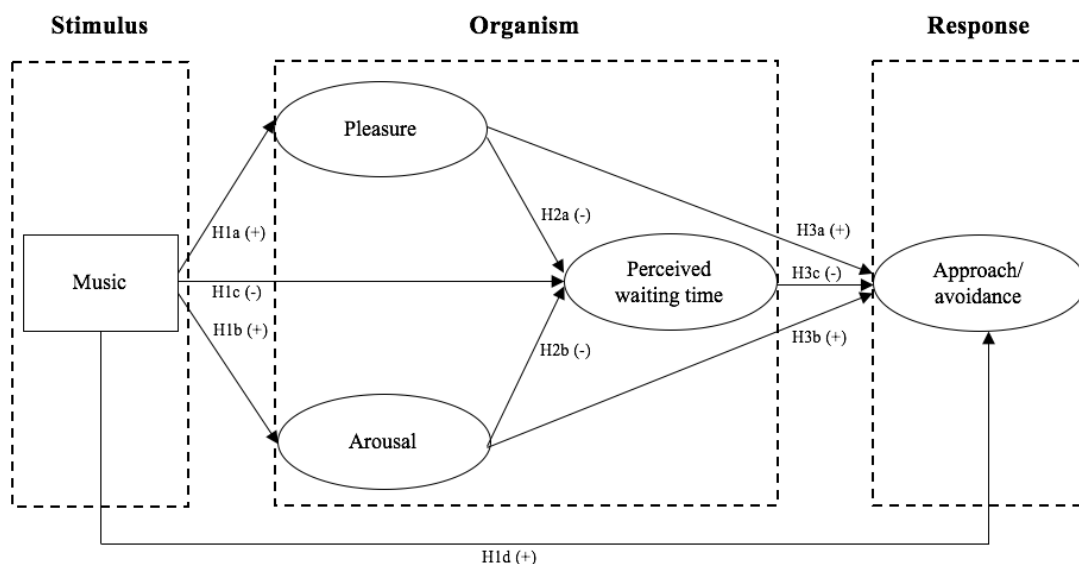 Stimulus
Organism
Response
Pleasure
H1a (+)
H2a (-)
H3a (+)
Music
H1c (-)
Perceived
waiting time
H3c (-)
Approach/
avoidance
H1b (+)
H2b (-)
H3b (+)
Arousal
H1d (+)